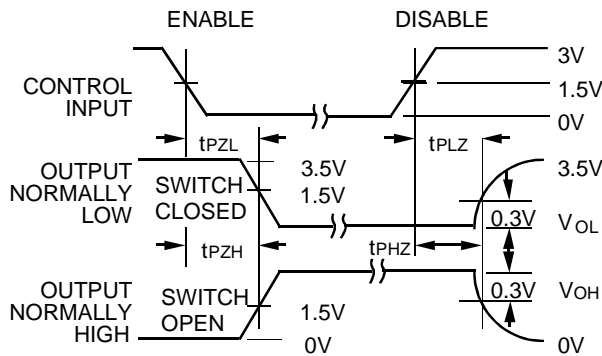 ENABLE DISABLE
3V
CONTROL INPUT
1.5V
0V
tPZL tPLZ
OUTPUT NORMALLY LOW
SWITCH CLOSED
3.5V
1.5V
3.5V
0.3V
VOL
tPZH tPHZ
OUTPUT NORMALLY HIGH
SWITCH OPEN
1.5V
0V
0.3V
VOH
0V